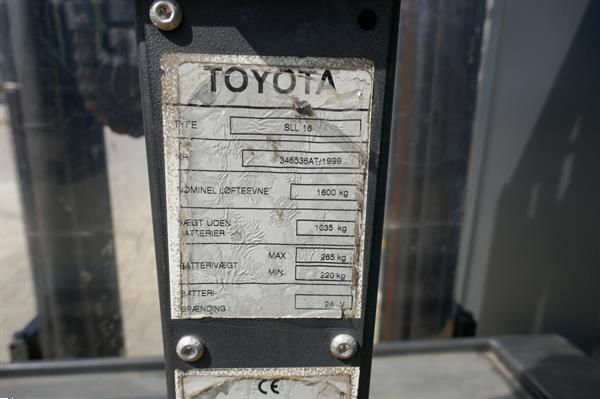 TOYOTA
TYPE SLL 16
NR 346536AT/1999
NOMINEL LØFTEEVNE 1600 kg
VÆGT UDEN
BATTERIER 1035 kg
BATTERIVÆGT MAX 265 kg
MIN 220 kg
BATTERI-
SPÆNDING 24 V
CE